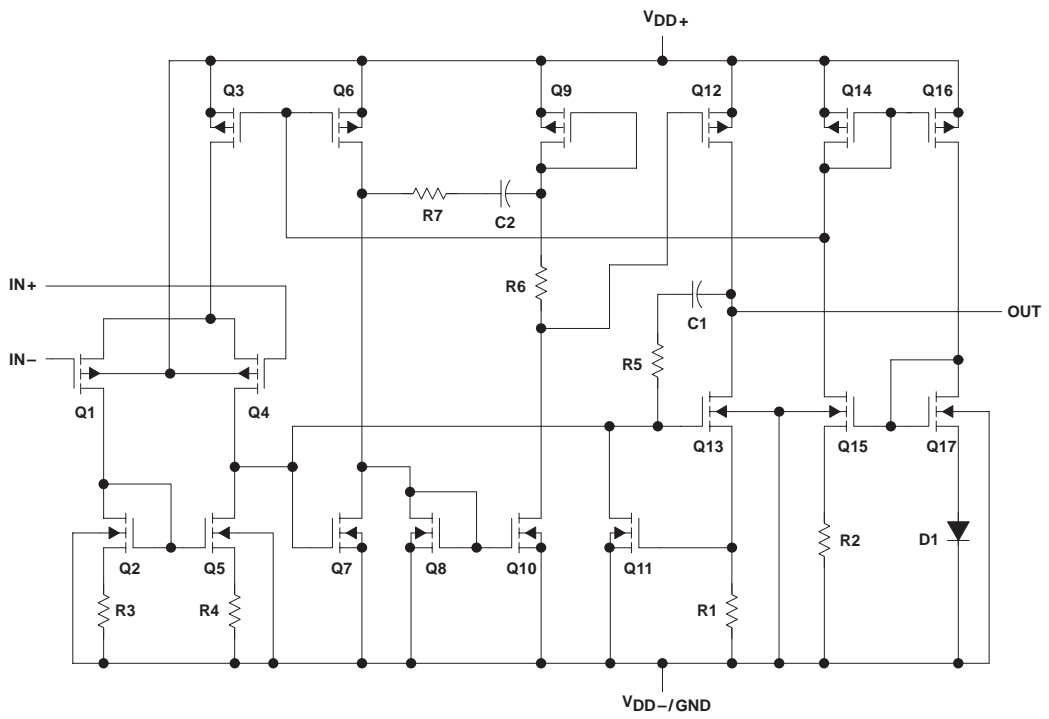 VDD+
Q3
Q6
Q9
Q12
Q14
Q16
R7
C2
IN+
R6
OUT
C1
IN−
R5
Q1
Q4
Q13
Q15
Q17
R2
D1
Q2
Q5
Q7
Q8
Q10
Q11
R3
R4
R1
VDD−/GND